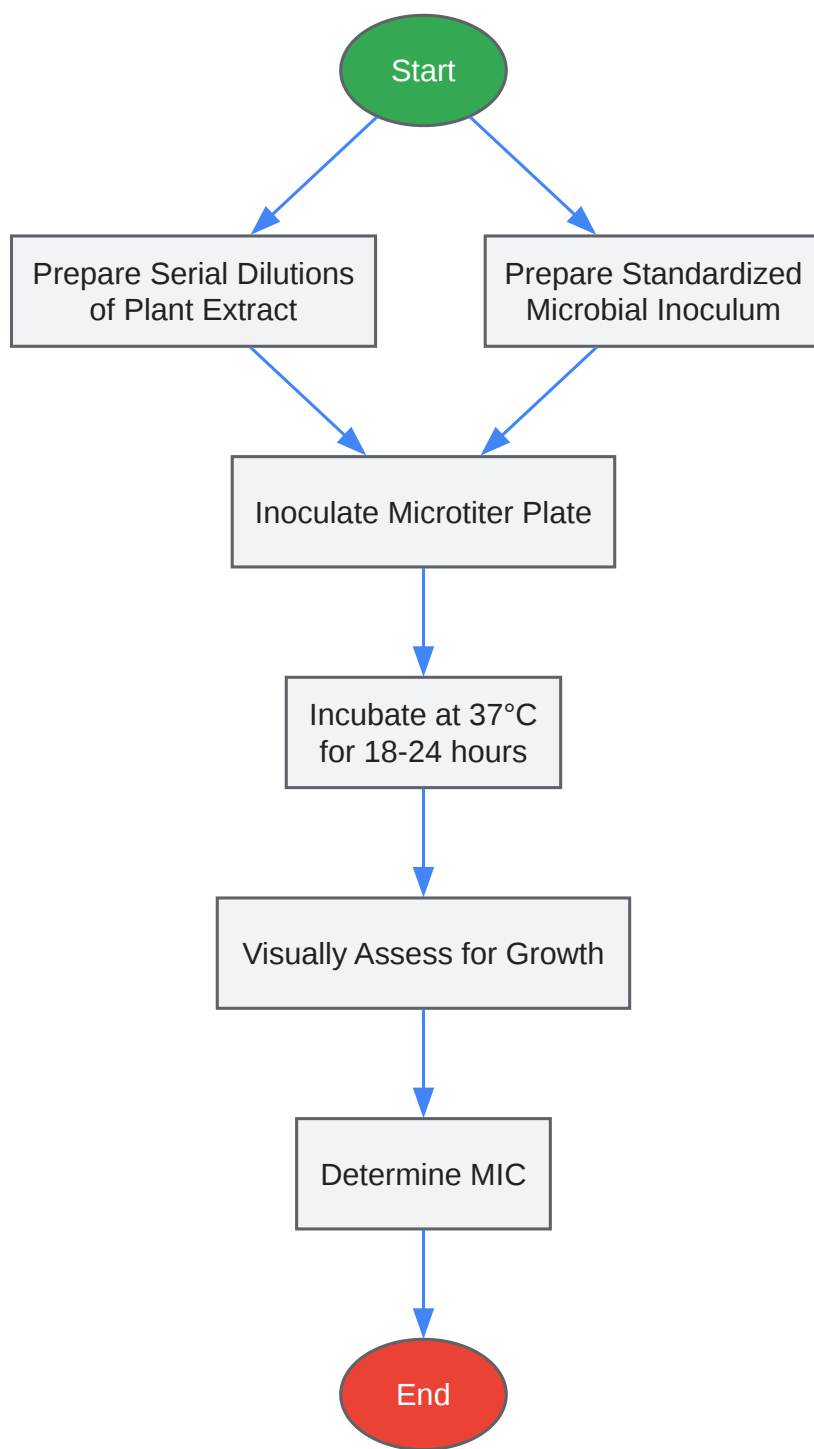 Start
Prepare Serial Dilutions
of Plant Extract
Prepare Standardized
Microbial Inoculum
Inoculate Microtiter Plate
Incubate at 37°C
for 18-24 hours
Visually Assess for Growth
Determine MIC
End